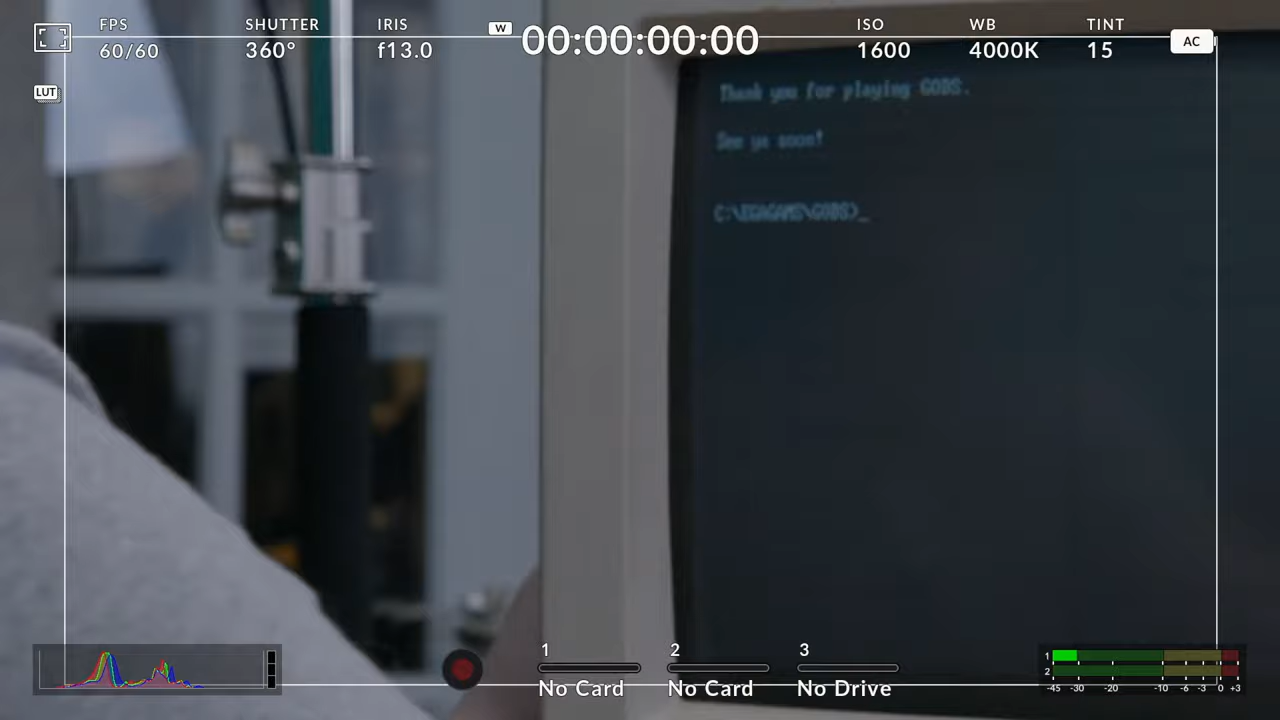 FPS SHUTTER IRIS W 00:00:00:00 ISO WB TINT
60/60 360° f13.0 1600 4000K 15 AC
LUT
Thank you for playing GODS.
See ya soon!
C:\EGAGAMS\GODS>_
1 2 3
No Card No Card No Drive
1
2
-45 -30 -20 -10 -6 -3 0 +3